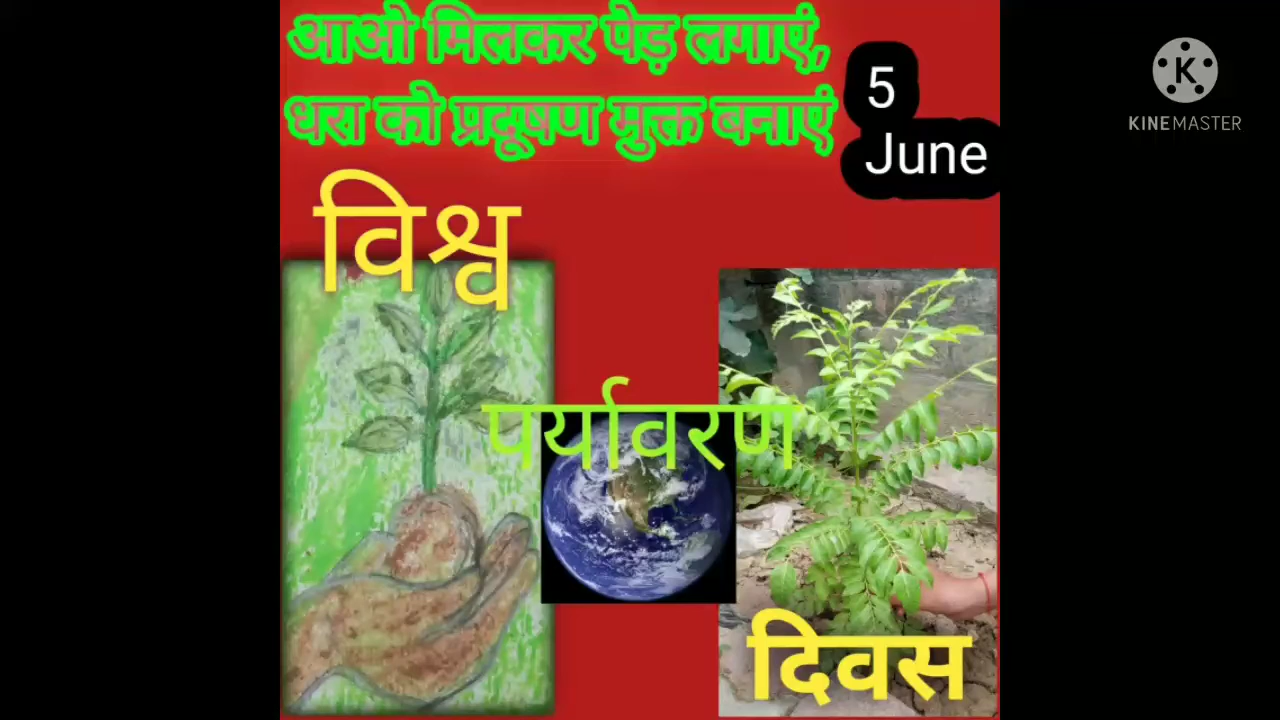 आओ मिलकर पेड़ लगाएं,
धरा को प्रदूषण मुक्त बनाएं
5
June
KINEMASTER
विश्व
पर्यावरण
दिवस